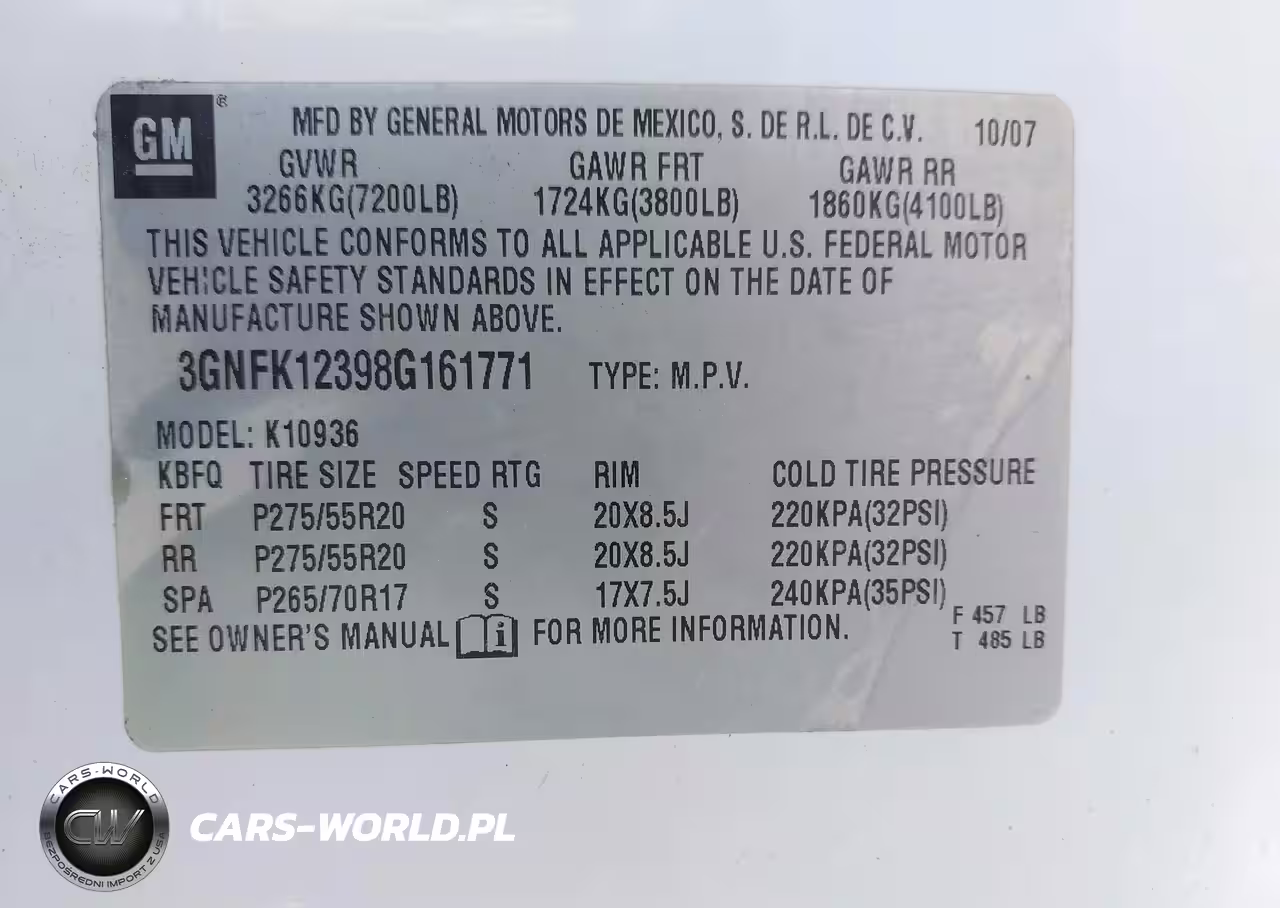 GM ®
MFD BY GENERAL MOTORS DE MEXICO, S. DE R.L. DE C.V. 10/07
GVWR GAWR FRT GAWR RR
3266KG(7200LB) 1724KG(3800LB) 1860KG(4100LB)
THIS VEHICLE CONFORMS TO ALL APPLICABLE U.S. FEDERAL MOTOR
VEHICLE SAFETY STANDARDS IN EFFECT ON THE DATE OF
MANUFACTURE SHOWN ABOVE.
3GNFK12398G161771 TYPE: M.P.V.
MODEL: K10936
KBFQ TIRE SIZE SPEED RTG RIM COLD TIRE PRESSURE
FRT P275/55R20 S 20X8.5J 220KPA(32PSI)
RR P275/55R20 S 20X8.5J 220KPA(32PSI)
SPA P265/70R17 S 17X7.5J 240KPA(35PSI)
F 457 LB
SEE OWNER'S MANUAL i FOR MORE INFORMATION.
T 485 LB
CARS-WORLD
CW
BEZPOŚREDNI IMPORT Z USA
CARS-WORLD.PL